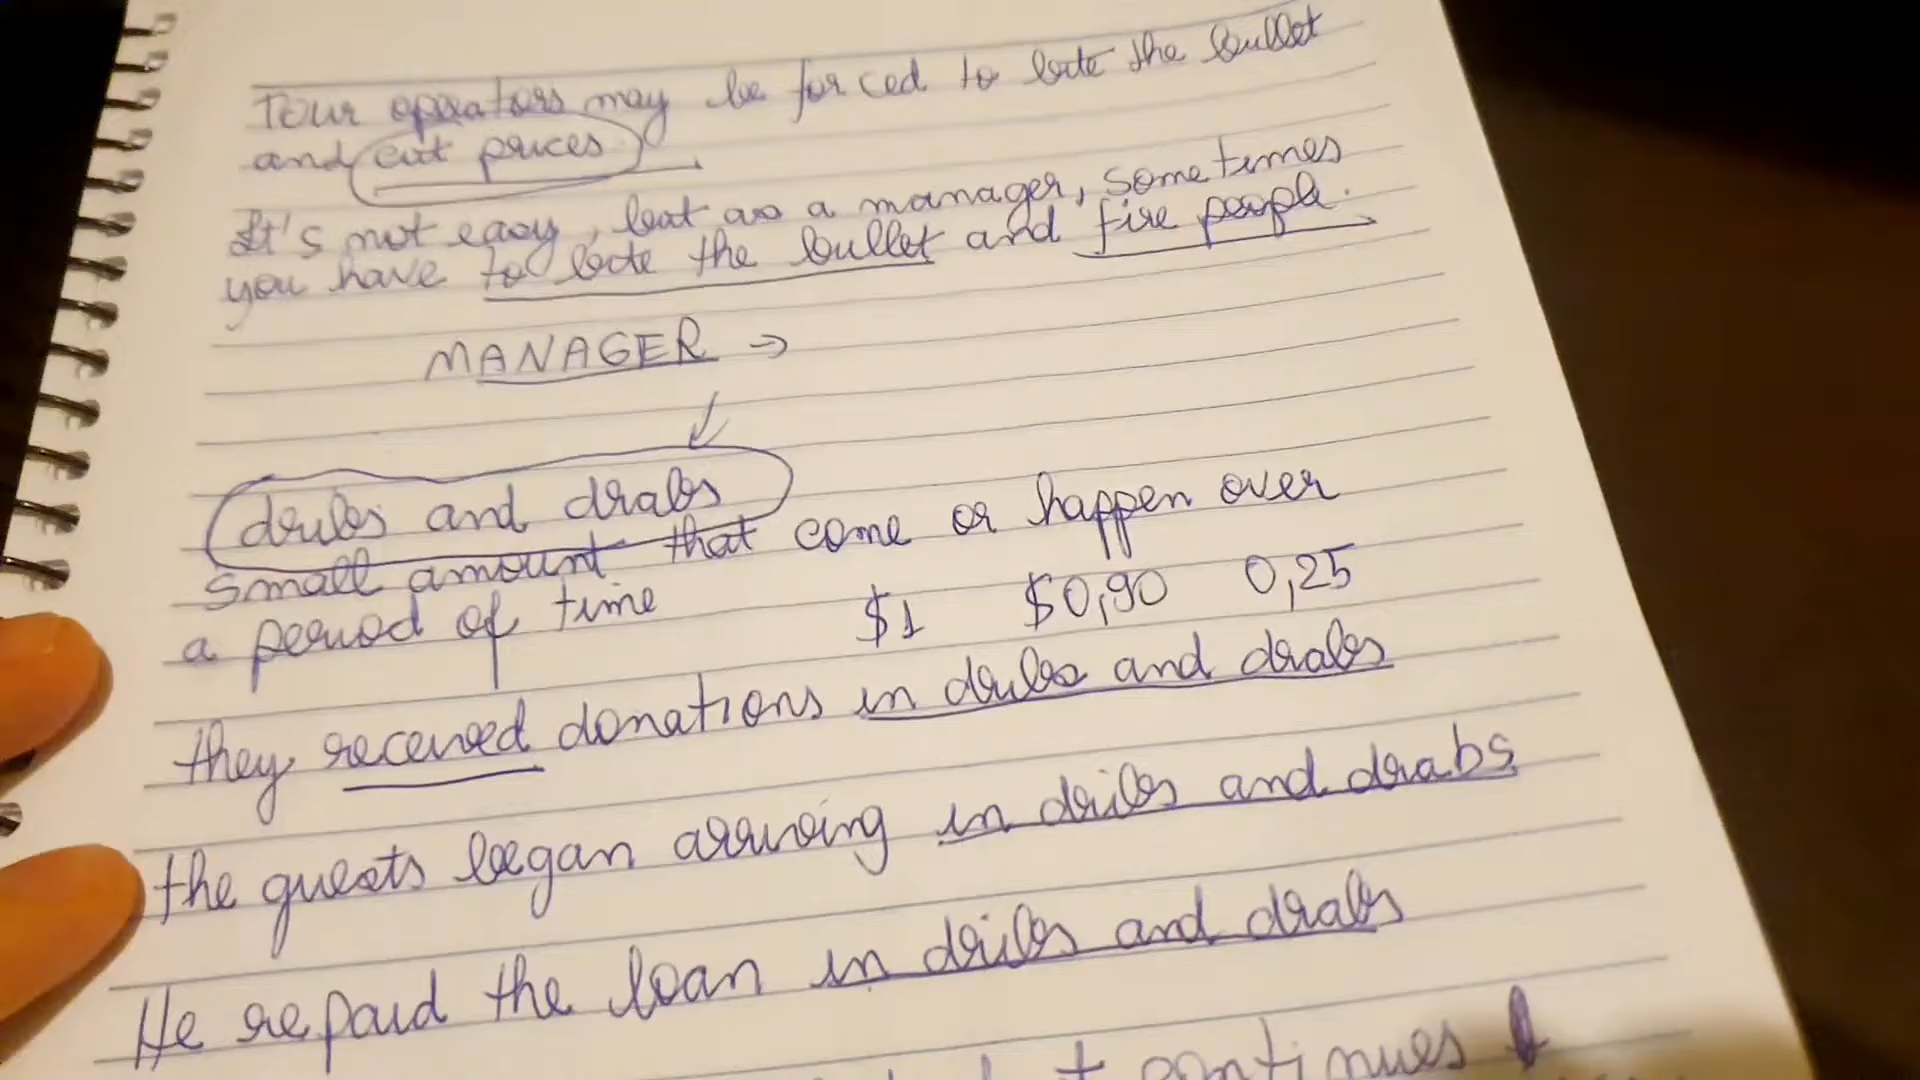 Tour operators may be forced to bite the bullet
and cut prices.
It's not easy, but as a manager, sometimes
you have to bite the bullet and fire people.
MANAGER →
dribs and drabs
small amount that come or happen over
a period of time $1 $0,90 0,25
they received donations in dribs and drabs
the guests began arriving in dribs and drabs
He repaid the loan in dribs and drabs
continues